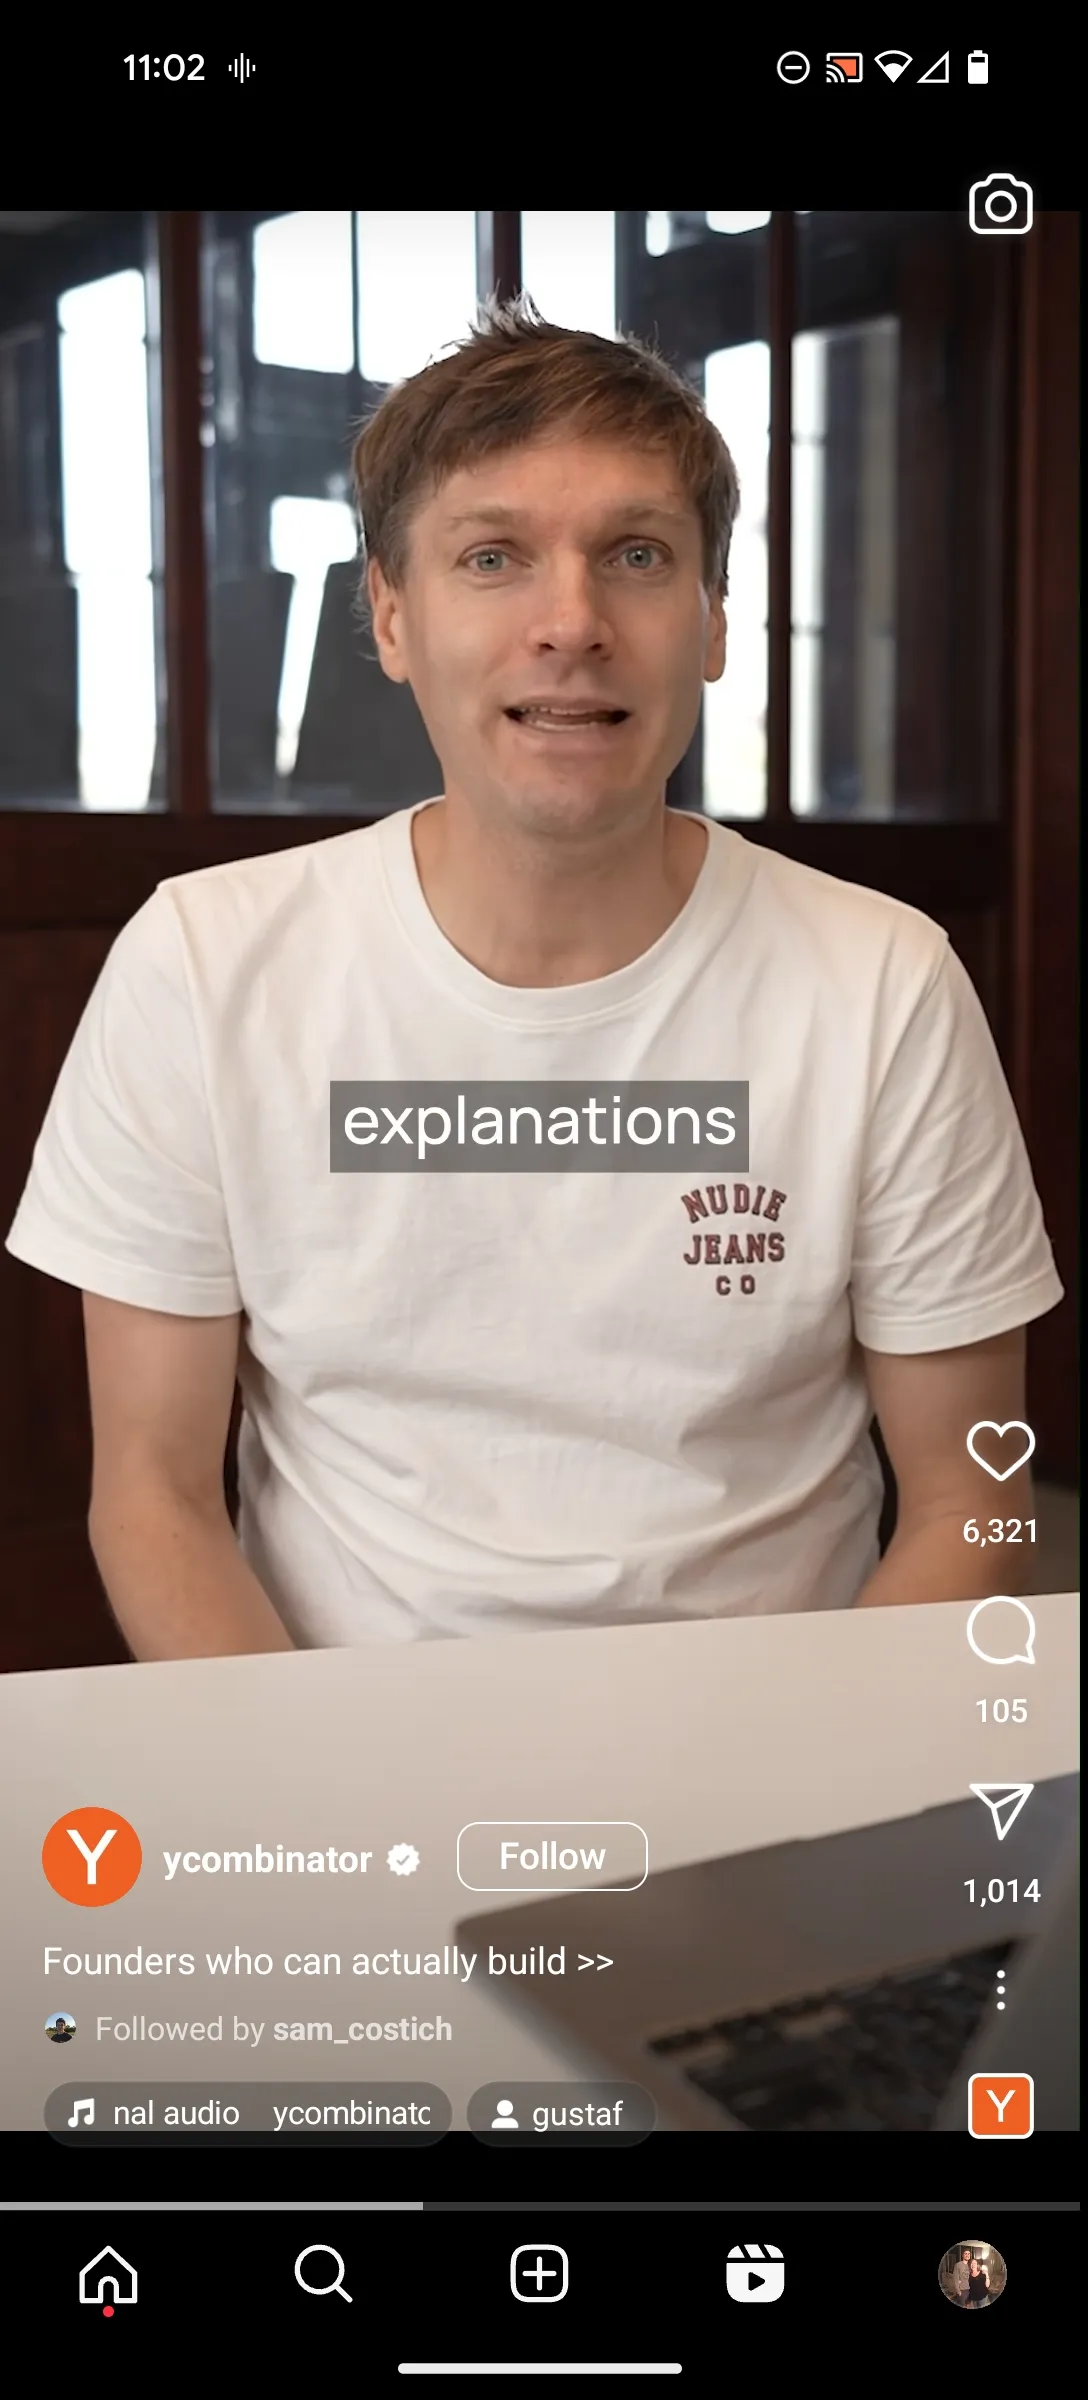 11:02
explanations
NUDIE
JEANS
CO
6,321
105
1,014
Y ycombinator Follow
Founders who can actually build >>
Followed by sam_costich
nal audio ycombinato gustaf
Y